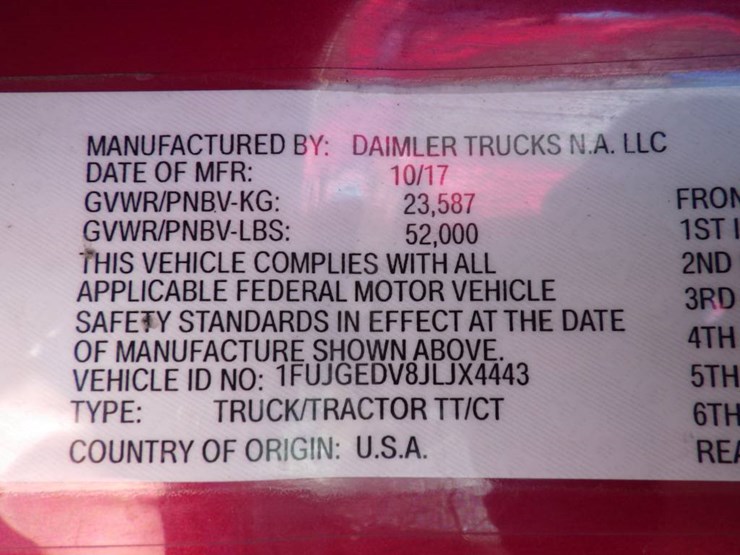 MANUFACTURED BY: DAIMLER TRUCKS N.A. LLC
DATE OF MFR: 10/17
GVWR/PNBV-KG: 23,587
GVWR/PNBV-LBS: 52,000
THIS VEHICLE COMPLIES WITH ALL
APPLICABLE FEDERAL MOTOR VEHICLE
SAFETY STANDARDS IN EFFECT AT THE DATE
OF MANUFACTURE SHOWN ABOVE.
VEHICLE ID NO: 1FUJGEDV8JLJX4443
TYPE: TRUCK/TRACTOR TT/CT
COUNTRY OF ORIGIN: U.S.A.
FRON
1ST I
2ND
3RD
4TH
5TH
6TH
REA